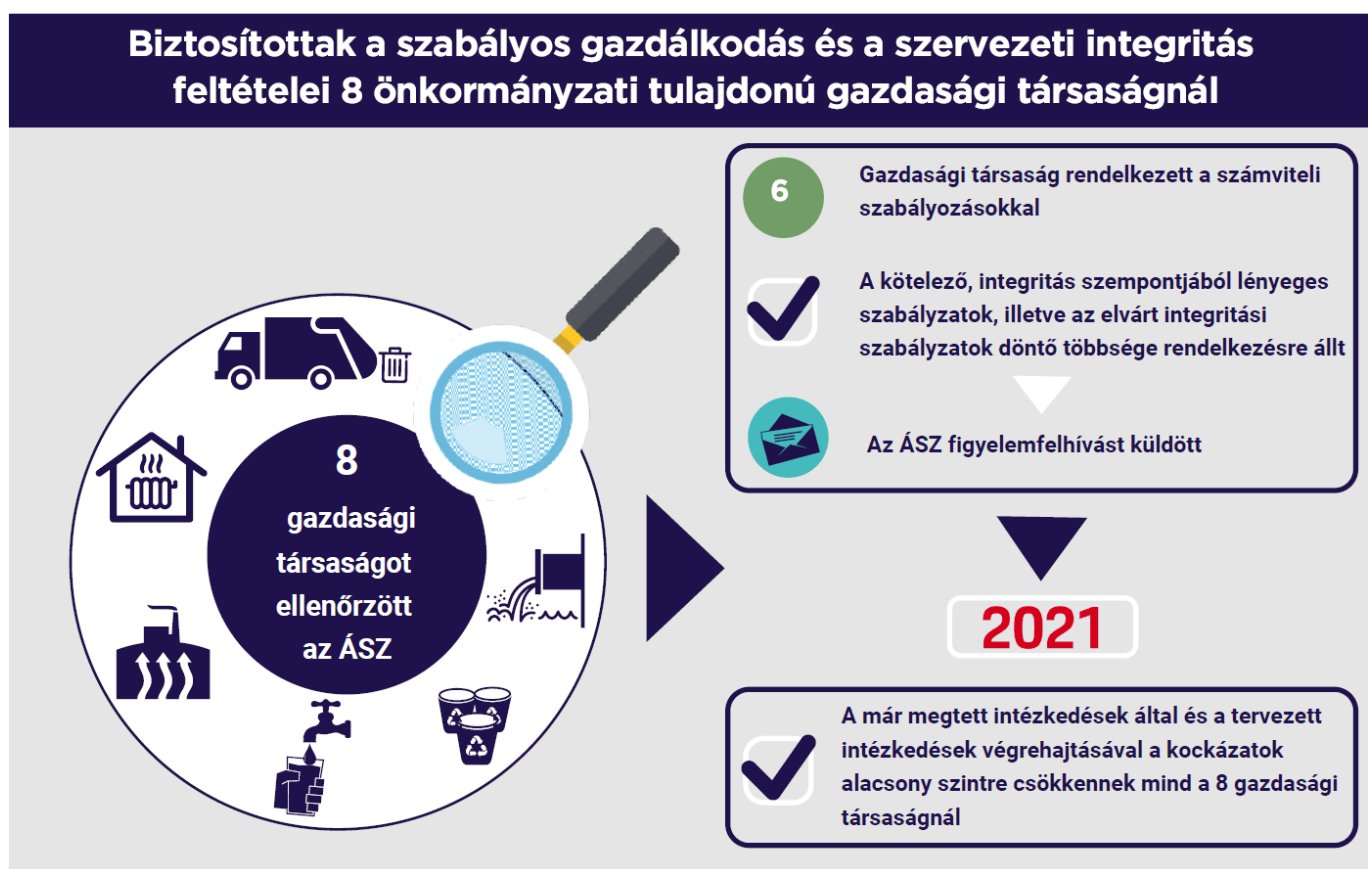 Biztosítottak a szabályos gazdálkodás és a szervezeti integritás
feltételei 8 önkormányzati tulajdonú gazdasági társaságnál
8
gazdasági
társaságot
ellenőrzött
az ÁSZ
6
Gazdasági társaság rendelkezett a számviteli
szabályozásokkal
A kötelező, integritás szempontjából lényeges
szabályzatok, illetve az elvárt integritási
szabályzatok döntő többsége rendelkezésre állt
Az ÁSZ figyelemfelhívást küldött
2021
A már megtett intézkedések által és a tervezett
intézkedések végrehajtásával a kockázatok
alacsony szintre csökkennek mind a 8 gazdasági
társaságnál